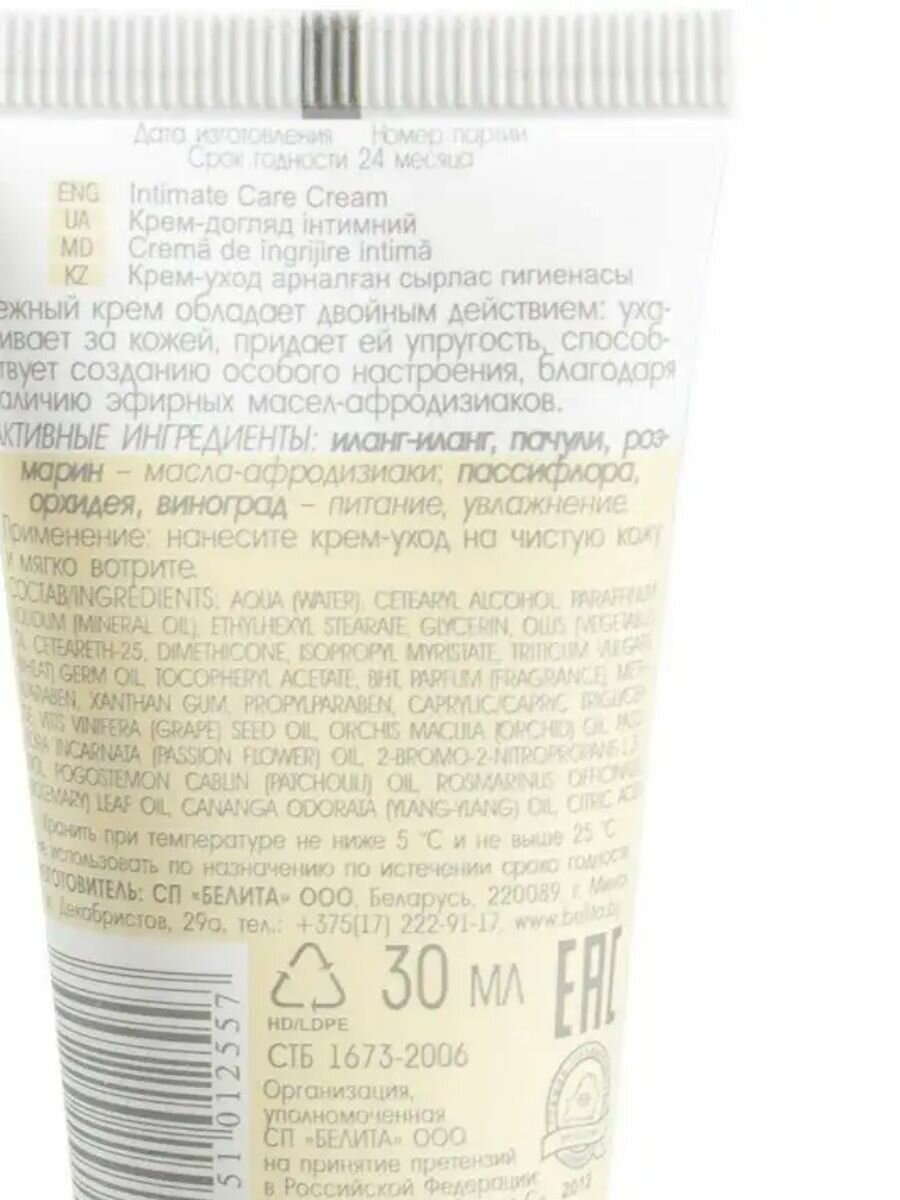 Дата изготовления Номер партии
Срок годности 24 месяца
ENG Intimate Care Cream
UA Крем-догляд інтимний
MD Cremă de îngrijire intimă
KZ Крем-уход арналған сырлас гигиенасы
ежный крем обладает двойным действием: уха-
ивает за кожей, придает ей упругость, способ-
твует созданию особого настроения, благодаря
аличию эфирных масел-афродизиаков.
АКТИВНЫЕ ИНГРЕДИЕНТЫ: иланг-иланг, пачули, роз-
марин – масла-афродизиаки; пассифлора,
орхидея, виноград – питание, увлажнение.
Применение: нанесите крем-уход на чистую кожу
и мягко вотрите.
СОСТАВ/INGREDIENTS: AQUA (WATER), CETEARYL ALCOHOL, PARAFFINUM
LIQUIDUM (MINERAL OIL), ETHYLHEXYL STEARATE, GLYCERIN, OLUS (VEGETABLE)
OIL, CETEARETH-25, DIMETHICONE, ISOPROPYL MYRISTATE, TRITICUM VULGARE
(WHEAT) GERM OIL, TOCOPHERYL ACETATE, BHT, PARFUM (FRAGRANCE), METHYL-
PARABEN, XANTHAN GUM, PROPYLPARABEN, CAPRYLIC/CAPRIC TRIGLYCER-
IDE, VITIS VINIFERA (GRAPE) SEED OIL, ORCHIS MACULA (ORCHID) OIL, PASSI-
FLORA INCARNATA (PASSION FLOWER) OIL, 2-BROMO-2-NITROPROPANE-1,3-
DIOL, POGOSTEMON CABLIN (PATCHOULI) OIL, ROSMARINUS OFFICINALIS
(ROSEMARY) LEAF OIL, CANANGA ODORATA (YLANG-YLANG) OIL, CITRIC ACID
Хранить при температуре не ниже 5 °С и не выше 25 °С
Не использовать по назначению по истечении срока годности
ИЗГОТОВИТЕЛЬ: СП «БЕЛИТА» ООО, Беларусь, 220089, г. Минск
ул. Декабристов, 29а, тел.: +375(17) 222-91-17, www.belita.by
30 мл
EAC
HD/LDPE
СТБ 1673-2006
Организация,
уполномоченная
СП «БЕЛИТА» ООО
на принятие претензий
в Российской Федерации:
2012
51 012557